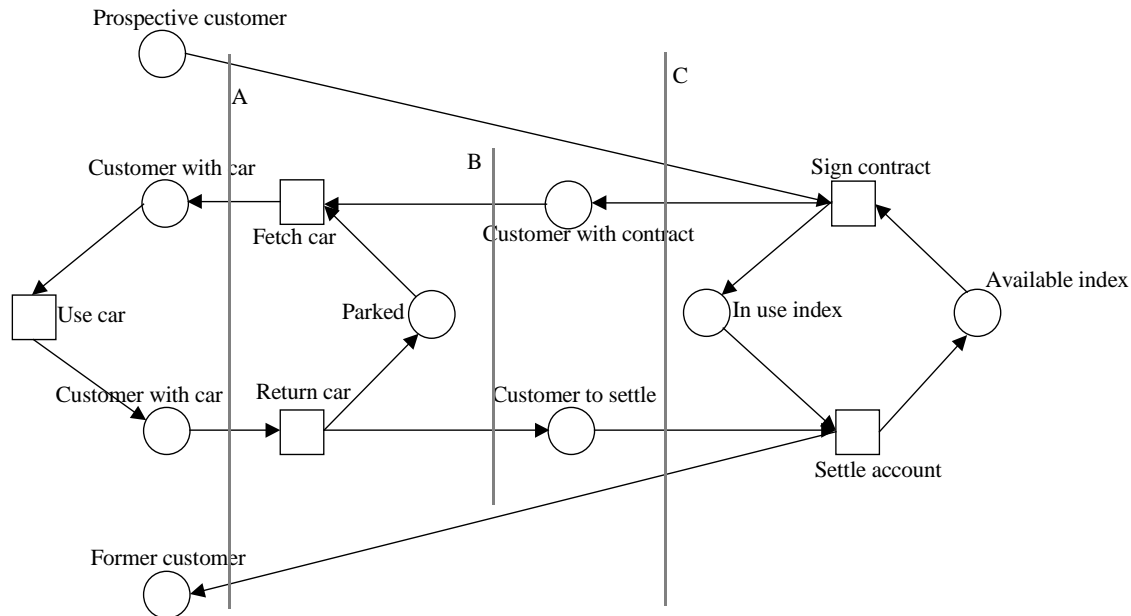 Prospective customer
C
A
B
Customer with car
Sign contract
Fetch car
Customer with contract
Available index
Use car
Parked
In use index
Customer with car
Return car
Customer to settle
Settle account
Former customer